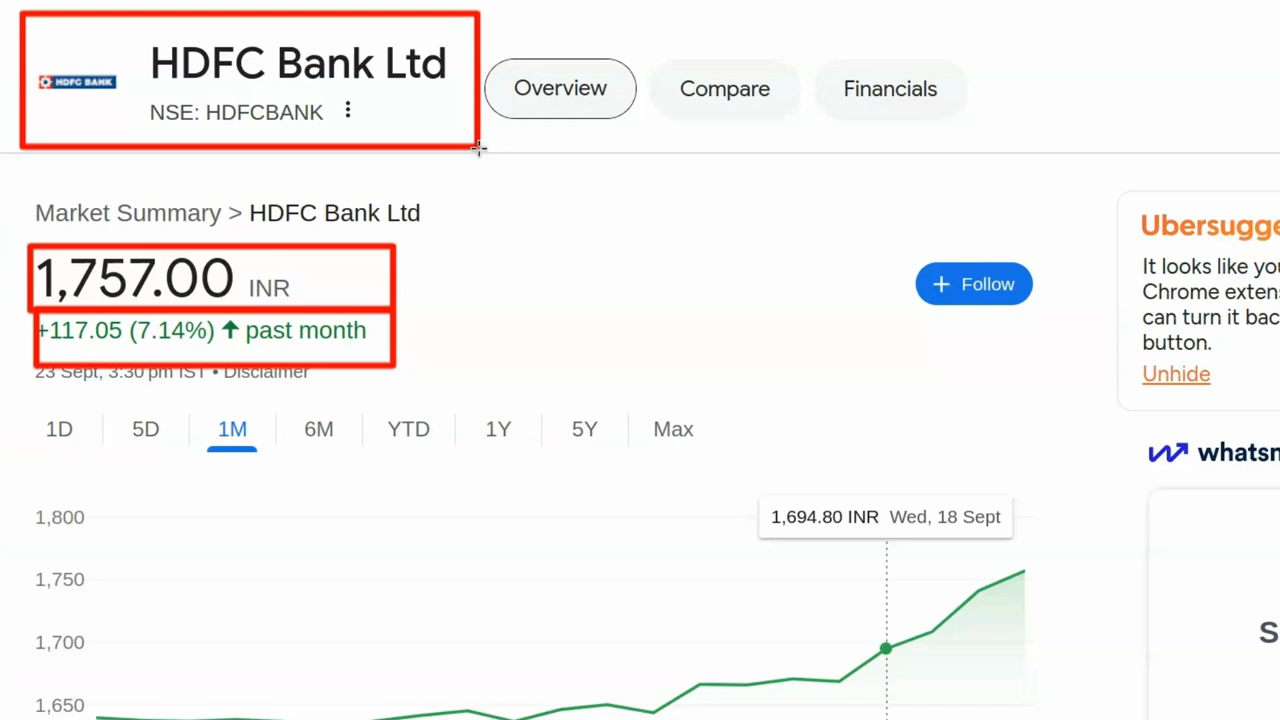 HDFC BANK
HDFC Bank Ltd
NSE: HDFCBANK
Overview
Compare
Financials
Market Summary > HDFC Bank Ltd
1,757.00 INR
+117.05 (7.14%) ↑ past month
23 Sept, 3:30 pm IST • Disclaimer
+ Follow
1D
5D
1M
6M
YTD
1Y
5Y
Max
1,694.80 INR Wed, 18 Sept
1,800
1,750
1,700
1,650
Ubersugge
It looks like you
Chrome extens
can turn it bac
button.
Unhide
whatsm
S